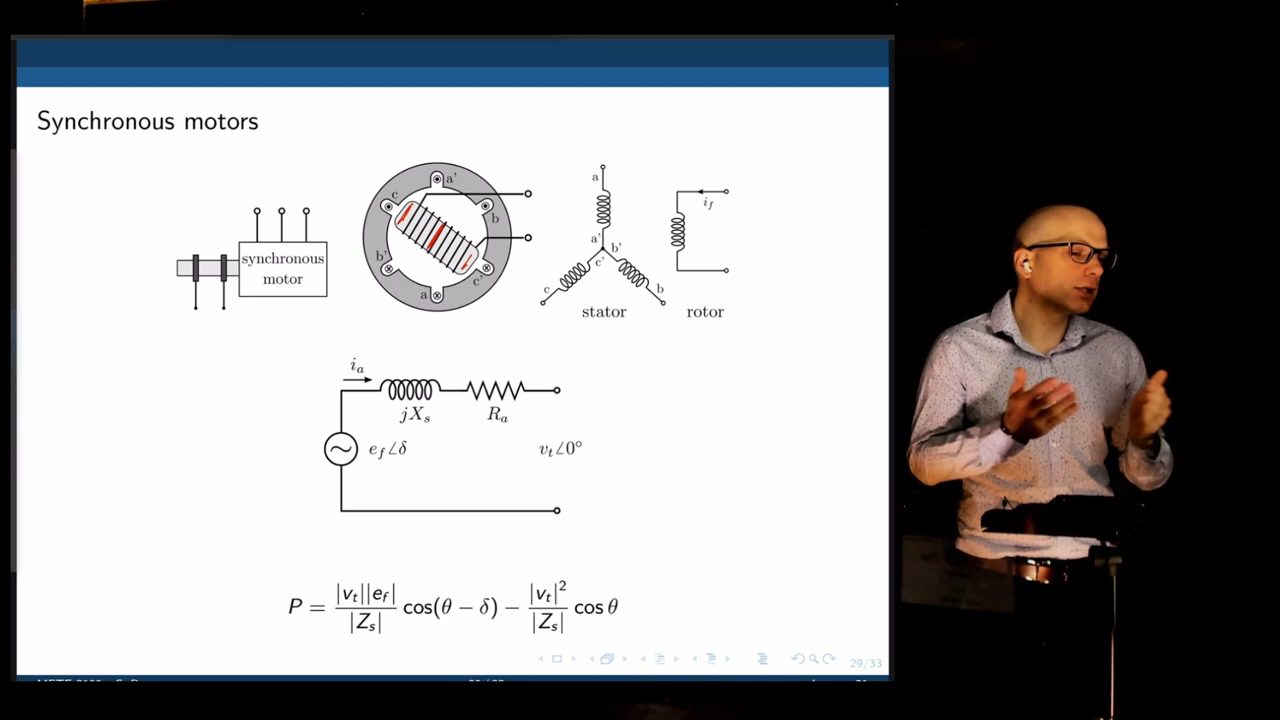 Synchronous motors
synchronous
motor
a'
c
b
b'
c'
a
a
a'
b'
c'
c
b
stator
i_f
rotor
i_a
jX_s
R_a
e_f∠δ
v_t∠0°
P = |v_t||e_f| / |Z_s| cos(θ − δ) − |v_t|² / |Z_s| cos θ
29/33